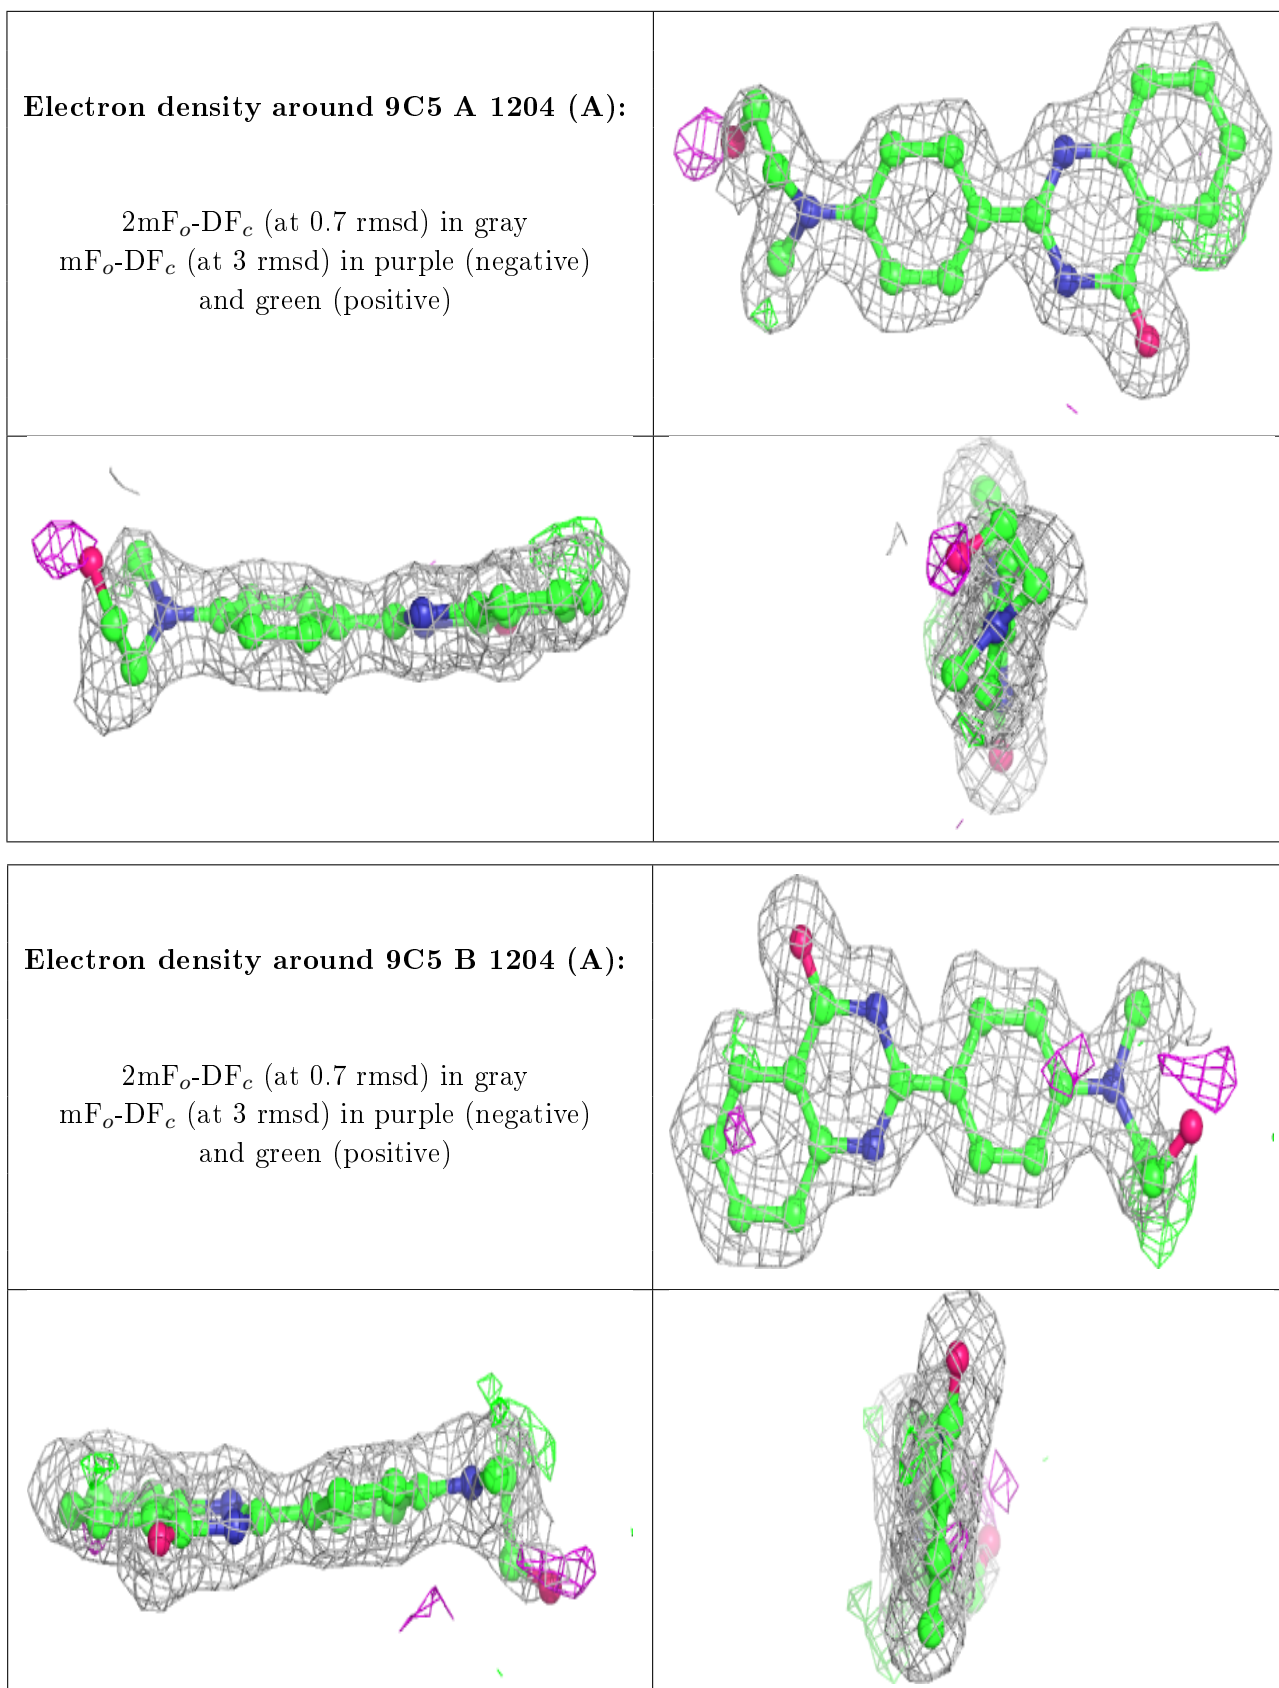 Electron density around 9C5 A 1204 (A):
2mFo-DFc (at 0.7 rmsd) in gray
mFo-DFc (at 3 rmsd) in purple (negative)
and green (positive)
Electron density around 9C5 B 1204 (A):
2mFo-DFc (at 0.7 rmsd) in gray
mFo-DFc (at 3 rmsd) in purple (negative)
and green (positive)